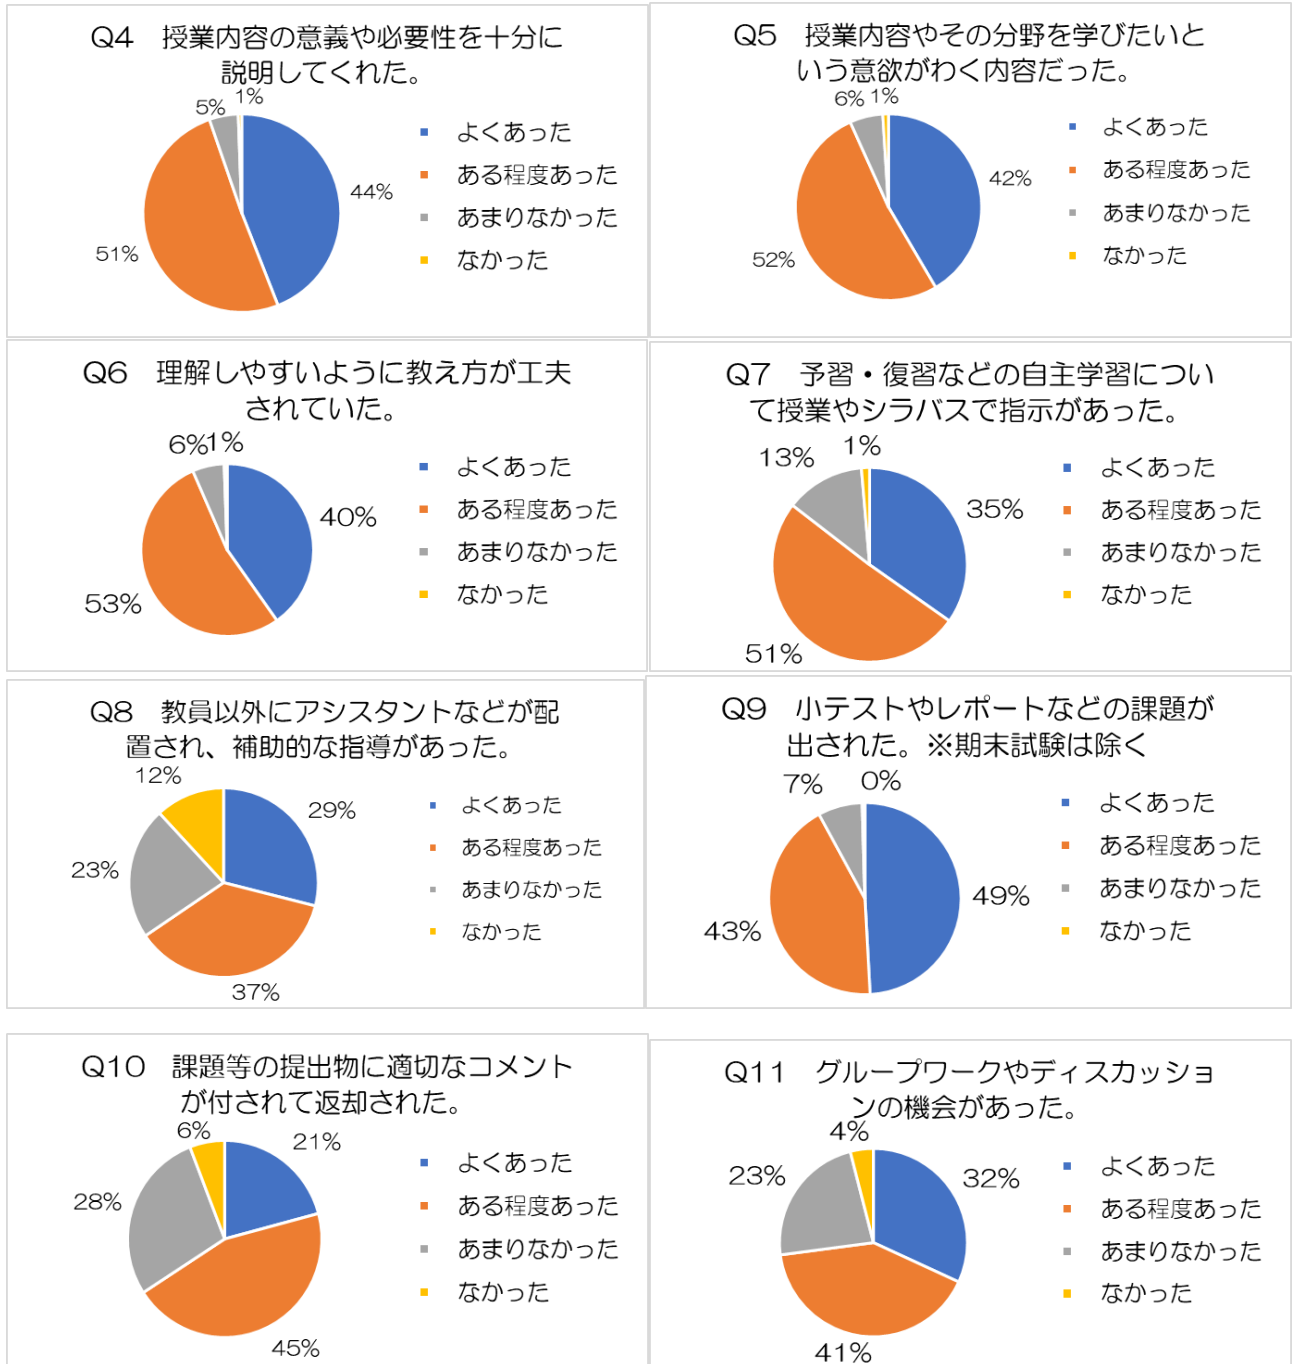 Q4　授業内容の意義や必要性を十分に
説明してくれた。
5%
1%
44%
51%
よくあった
ある程度あった
あまりなかった
なかった
Q5　授業内容やその分野を学びたいと
いう意欲がわく内容だった。
6%
1%
42%
52%
よくあった
ある程度あった
あまりなかった
なかった
Q6　理解しやすいように教え方が工夫
されていた。
6%
1%
40%
53%
よくあった
ある程度あった
あまりなかった
なかった
Q7　予習・復習などの自主学習につい
て授業やシラバスで指示があった。
13%
1%
35%
51%
よくあった
ある程度あった
あまりなかった
なかった
Q8　教員以外にアシスタントなどが配
置され、補助的な指導があった。
12%
29%
23%
37%
よくあった
ある程度あった
あまりなかった
なかった
Q9　小テストやレポートなどの課題が
出された。※期末試験は除く
7%
0%
49%
43%
よくあった
ある程度あった
あまりなかった
なかった
Q10　課題等の提出物に適切なコメント
が付されて返却された。
6%
21%
28%
45%
よくあった
ある程度あった
あまりなかった
なかった
Q11　グループワークやディスカッショ
ンの機会があった。
4%
32%
23%
41%
よくあった
ある程度あった
あまりなかった
なかった